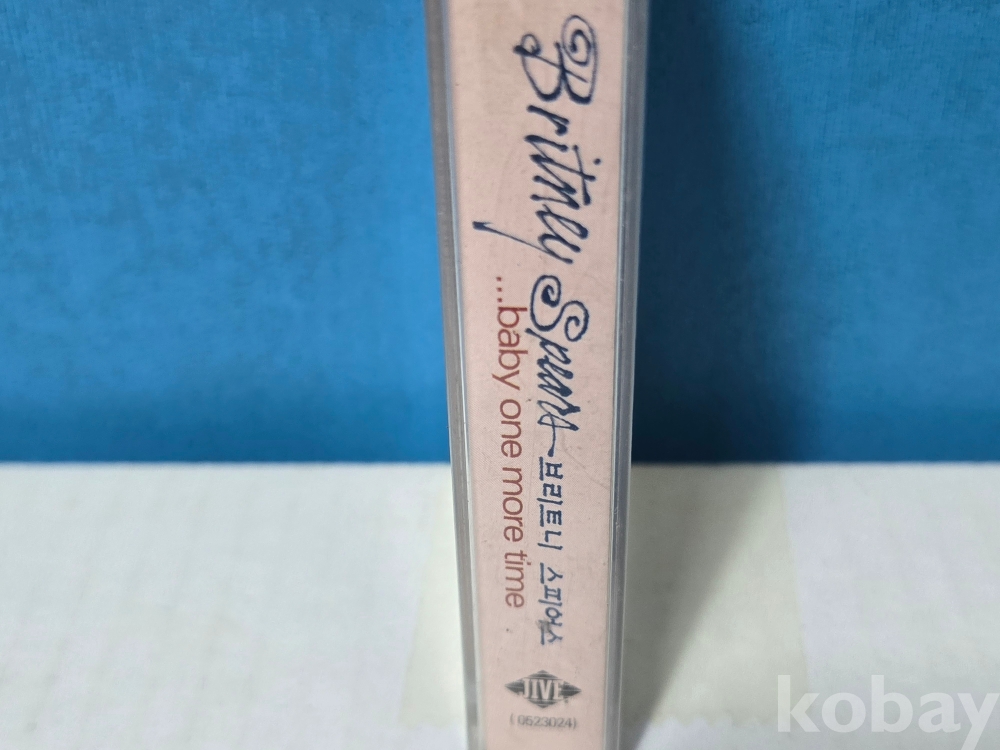 Britney Spears 브리트니 스피어스
...baby one more time
JIVE
(0523024)
kobay